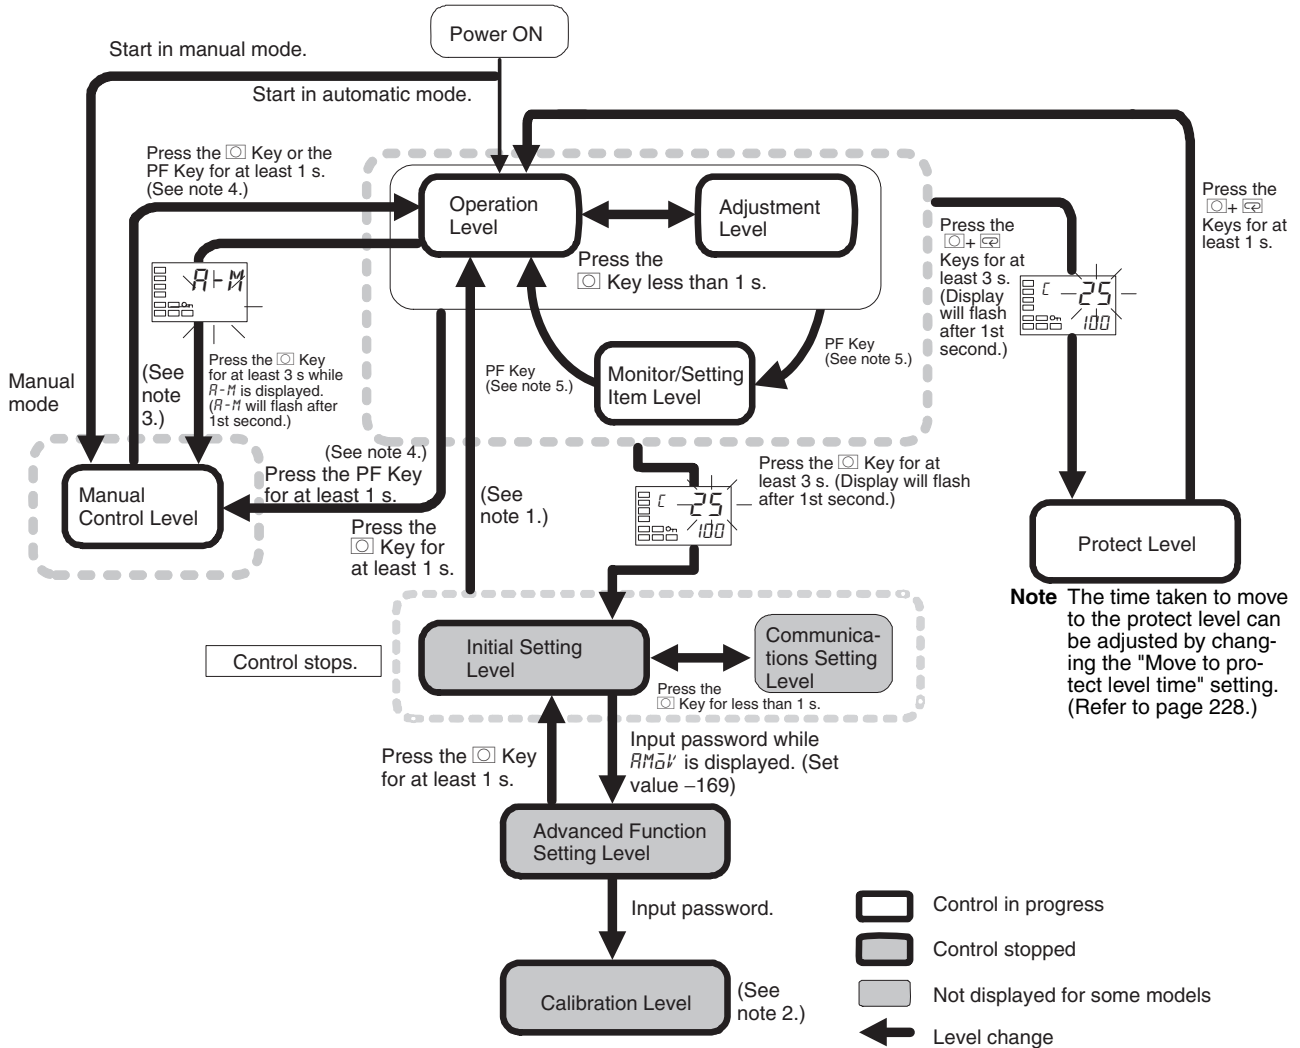 Power ON
Start in manual mode.
Start in automatic mode.
Press the Key or the
PF Key for at least 1 s.
(See note 4.)
Operation
Level
Adjustment
Level
Press the
Key less than 1 s.
Press the
+
Keys for at
least 3 s.
(Display
will flash
after 1st
second.)
Press the
+
Keys for at
least 1 s.
A-M
C 25
100
Manual
mode
(See
note
3.)
Press the Key
for at least 3 s while
A-M is displayed.
(A-M will flash after
1st second.)
PF Key
(See note 5.)
Monitor/Setting
Item Level
PF Key
(See note 5.)
(See note 4.)
Press the PF Key
for at least 1 s.
Manual
Control Level
Press the
Key for
at least 1 s.
(See
note 1.)
C 25
100
Press the Key for at
least 3 s. (Display will flash
after 1st second.)
Protect Level
Note The time taken to move
to the protect level can
be adjusted by chang-
ing the "Move to pro-
tect level time" setting.
(Refer to page 228.)
Control stops.
Initial Setting
Level
Communica-
tions Setting
Level
Press the
Key for less than 1 s.
Press the Key
for at least 1 s.
Input password while
AMOV is displayed. (Set
value −169)
Advanced Function
Setting Level
Input password.
Calibration Level
(See
note 2.)
Control in progress
Control stopped
Not displayed for some models
Level change